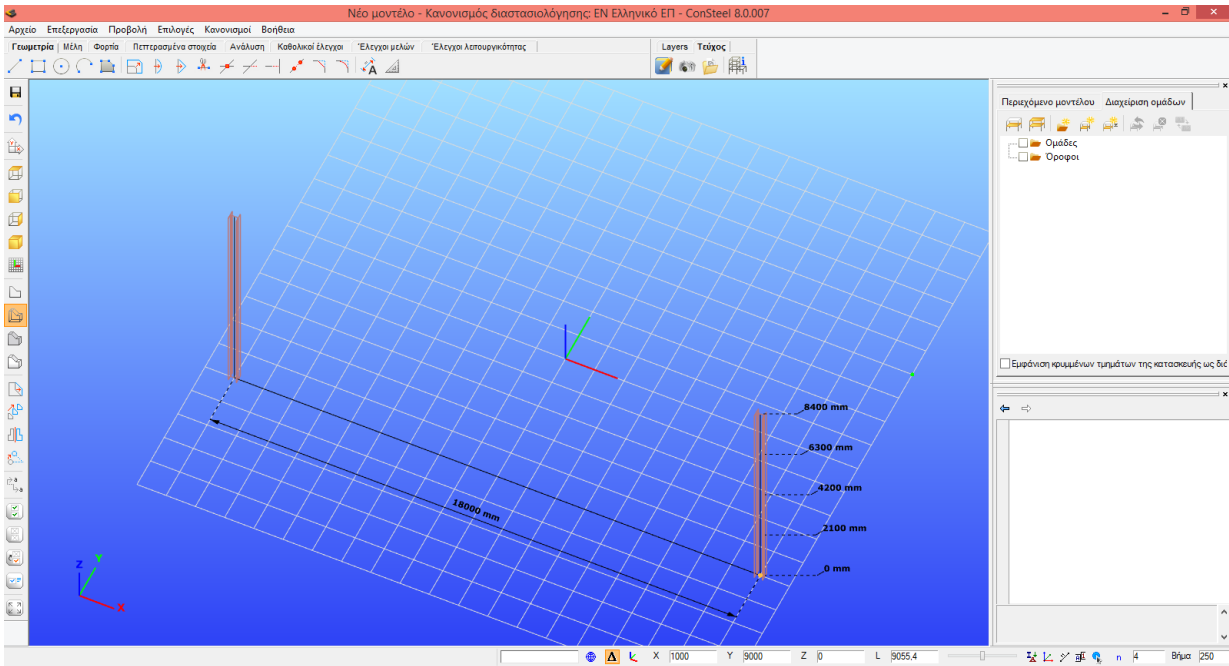 Νέο μοντέλο - Κανονισμός διαστασιολόγησης: EN Ελληνικό ΕΠ - ConSteel 8.0.007
Αρχείο Επεξεργασία Προβολή Επιλογές Κανονισμοί Βοήθεια
Γεωμετρία Μέλη Φορτία Πεπερασμένα στοιχεία Ανάλυση Καθολικοί έλεγχοι Έλεγχοι μελών Έλεγχοι λειτουργικότητας
Layers Τεύχος
Περιεχόμενο μοντέλου Διαχείριση ομάδων
Ομάδες
Όροφοι
Εμφάνιση κρυμμένων τμημάτων της κατασκευής ως διά
8400 mm
6300 mm
4200 mm
2100 mm
0 mm
18000 mm
Z Y
X
X 1000 Y 9000 Z 0 L 9055,4 n 4 Βήμα 250